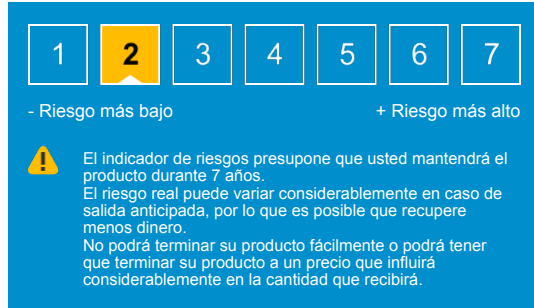 1 2 3 4 5 6 7
- Riesgo más bajo + Riesgo más alto
El indicador de riesgos presupone que usted mantendrá el
producto durante 7 años.
El riesgo real puede variar considerablemente en caso de
salida anticipada, por lo que es posible que recupere
menos dinero.
No podrá terminar su producto fácilmente o podrá tener
que terminar su producto a un precio que influirá
considerablemente en la cantidad que recibirá.